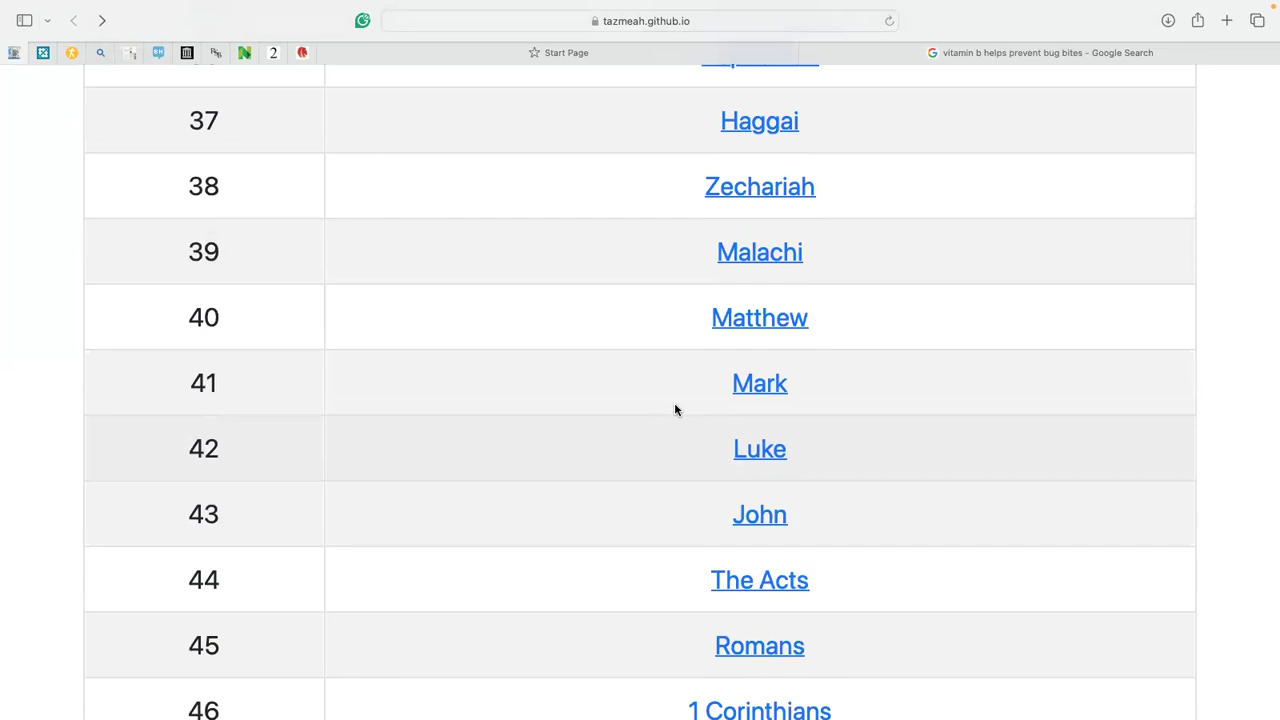 tazmeah.github.io
2
Start Page
vitamin b helps prevent bug bites - Google Search
37 Haggai
38 Zechariah
39 Malachi
40 Matthew
41 Mark
42 Luke
43 John
44 The Acts
45 Romans
46 1 Corinthians